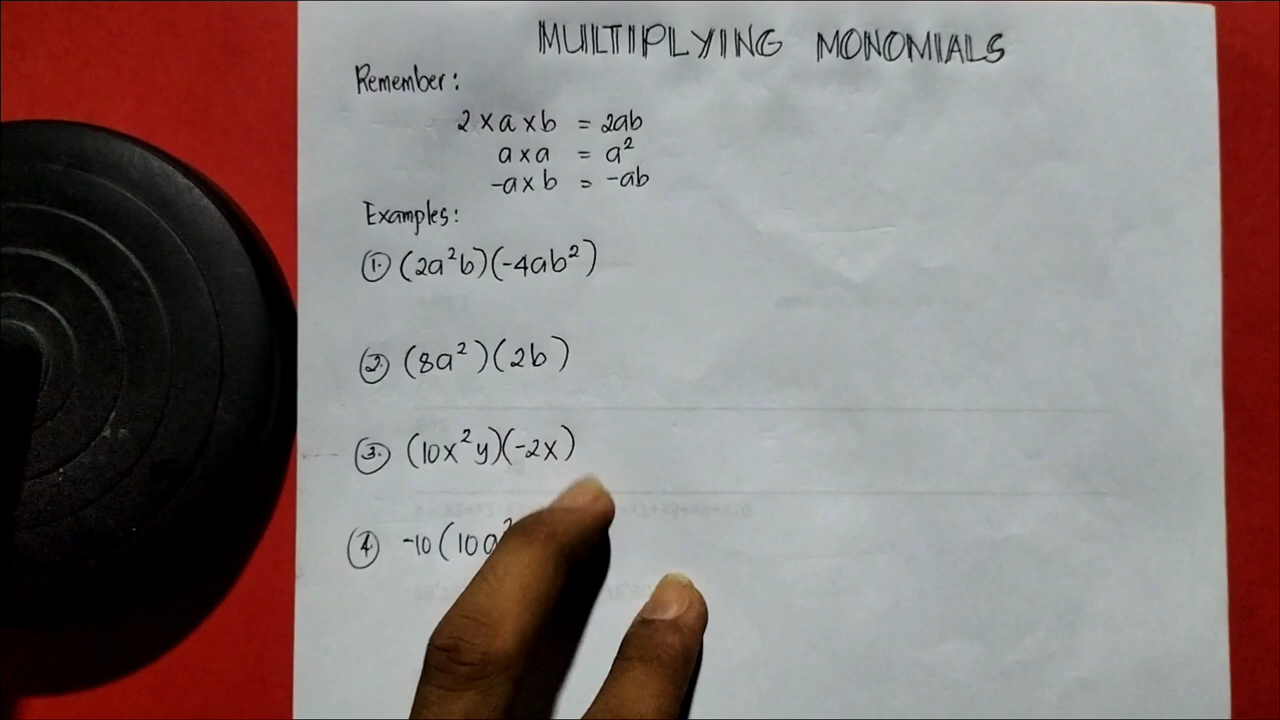 MULTIPLYING MONOMIALS
Remember:
2 × a × b = 2ab
a × a = a²
-a × b = -ab
Examples:
①. (2a²b)(-4ab²)
②. (8a²)(2b)
③. (10x²y)(-2x)
④. -10(10a²